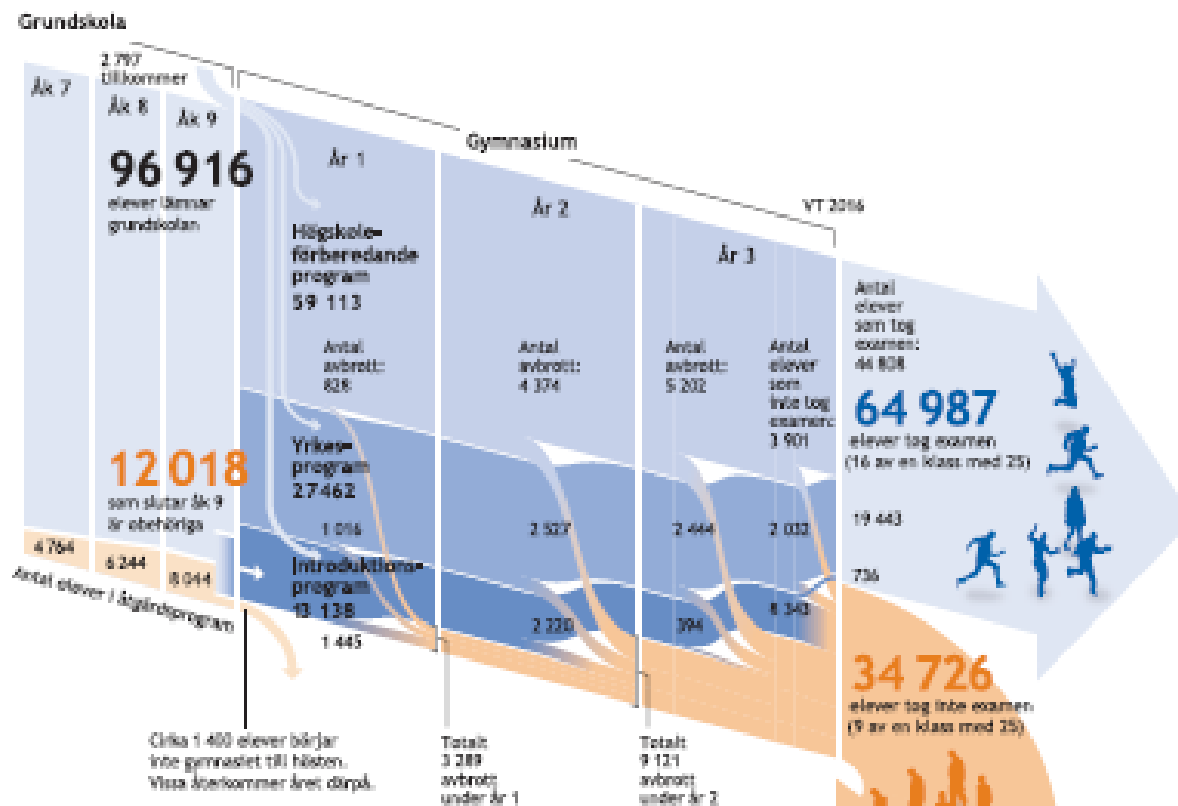 Grundskola
2 797
tillkommer
Åk 7
Åk 8
Åk 9
96 916
elever lämnar
grundskolan
Gymnasium
År 1
År 2
År 3
VT 2016
Högskole-
förberedande
program
59 113
Antal
avbrott:
828
Antal
avbrott:
4 374
Antal
avbrott:
5 202
Antal
elever
som
inte tog
examen:
3 901
Antal
elever
som tog
examen:
44 808
64 987
elever tog examen
(16 av en klass med 25)
12 018
som slutar åk 9
är obehöriga
Yrkes-
program
27 462
1 016
2 527
2 444
2 032
19 443
4 764
6 244
8 044
Antal elever i åtgärdsprogram
Introduktions-
program
13 138
1 445
2 220
394
8 343
736
34 726
elever tog inte examen
(9 av en klass med 25)
Cirka 1 400 elever börjar
inte gymnasiet till hösten.
Vissa återkommer året därpå.
Totalt
3 289
avbrott
under år 1
Totalt
9 121
avbrott
under år 2